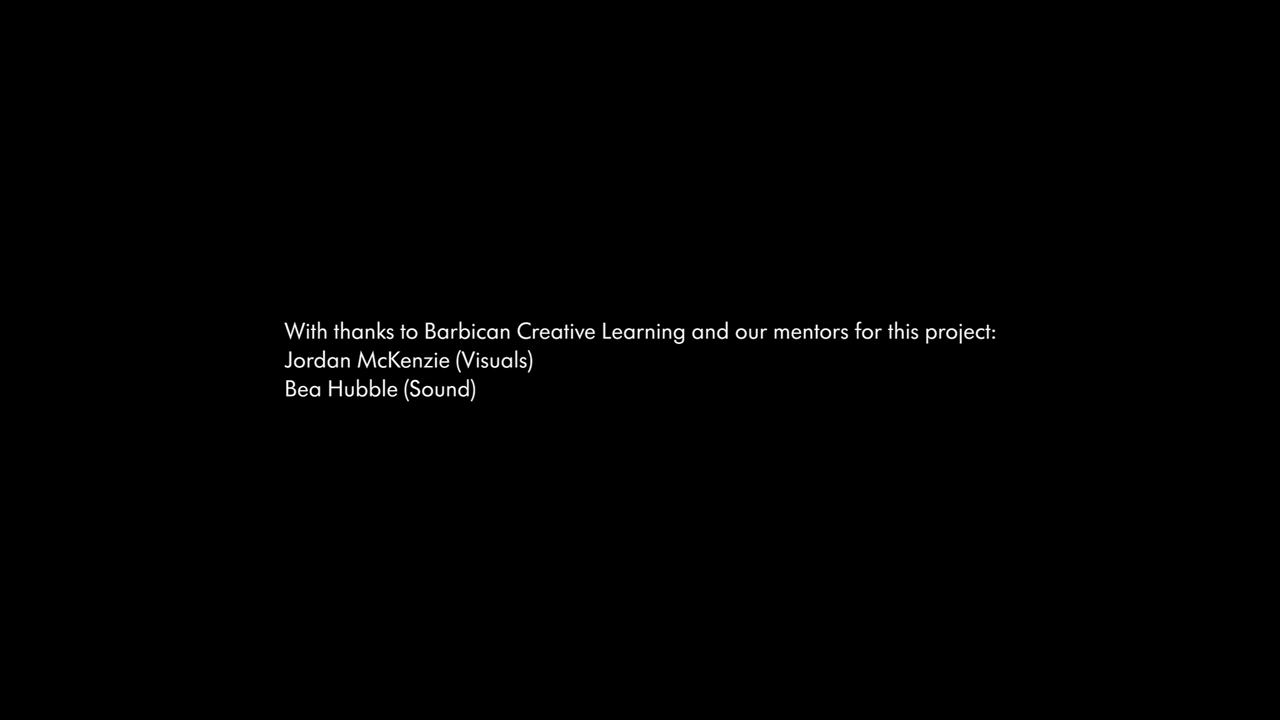 With thanks to Barbican Creative Learning and our mentors for this project:
Jordan McKenzie (Visuals)
Bea Hubble (Sound)